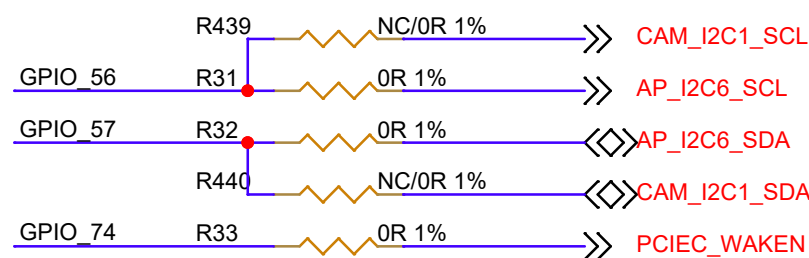 R439 NC/0R 1% CAM_I2C1_SCL
GPIO_56 R31 0R 1% AP_I2C6_SCL
GPIO_57 R32 0R 1% AP_I2C6_SDA
R440 NC/0R 1% CAM_I2C1_SDA
GPIO_74 R33 0R 1% PCIEC_WAKEN